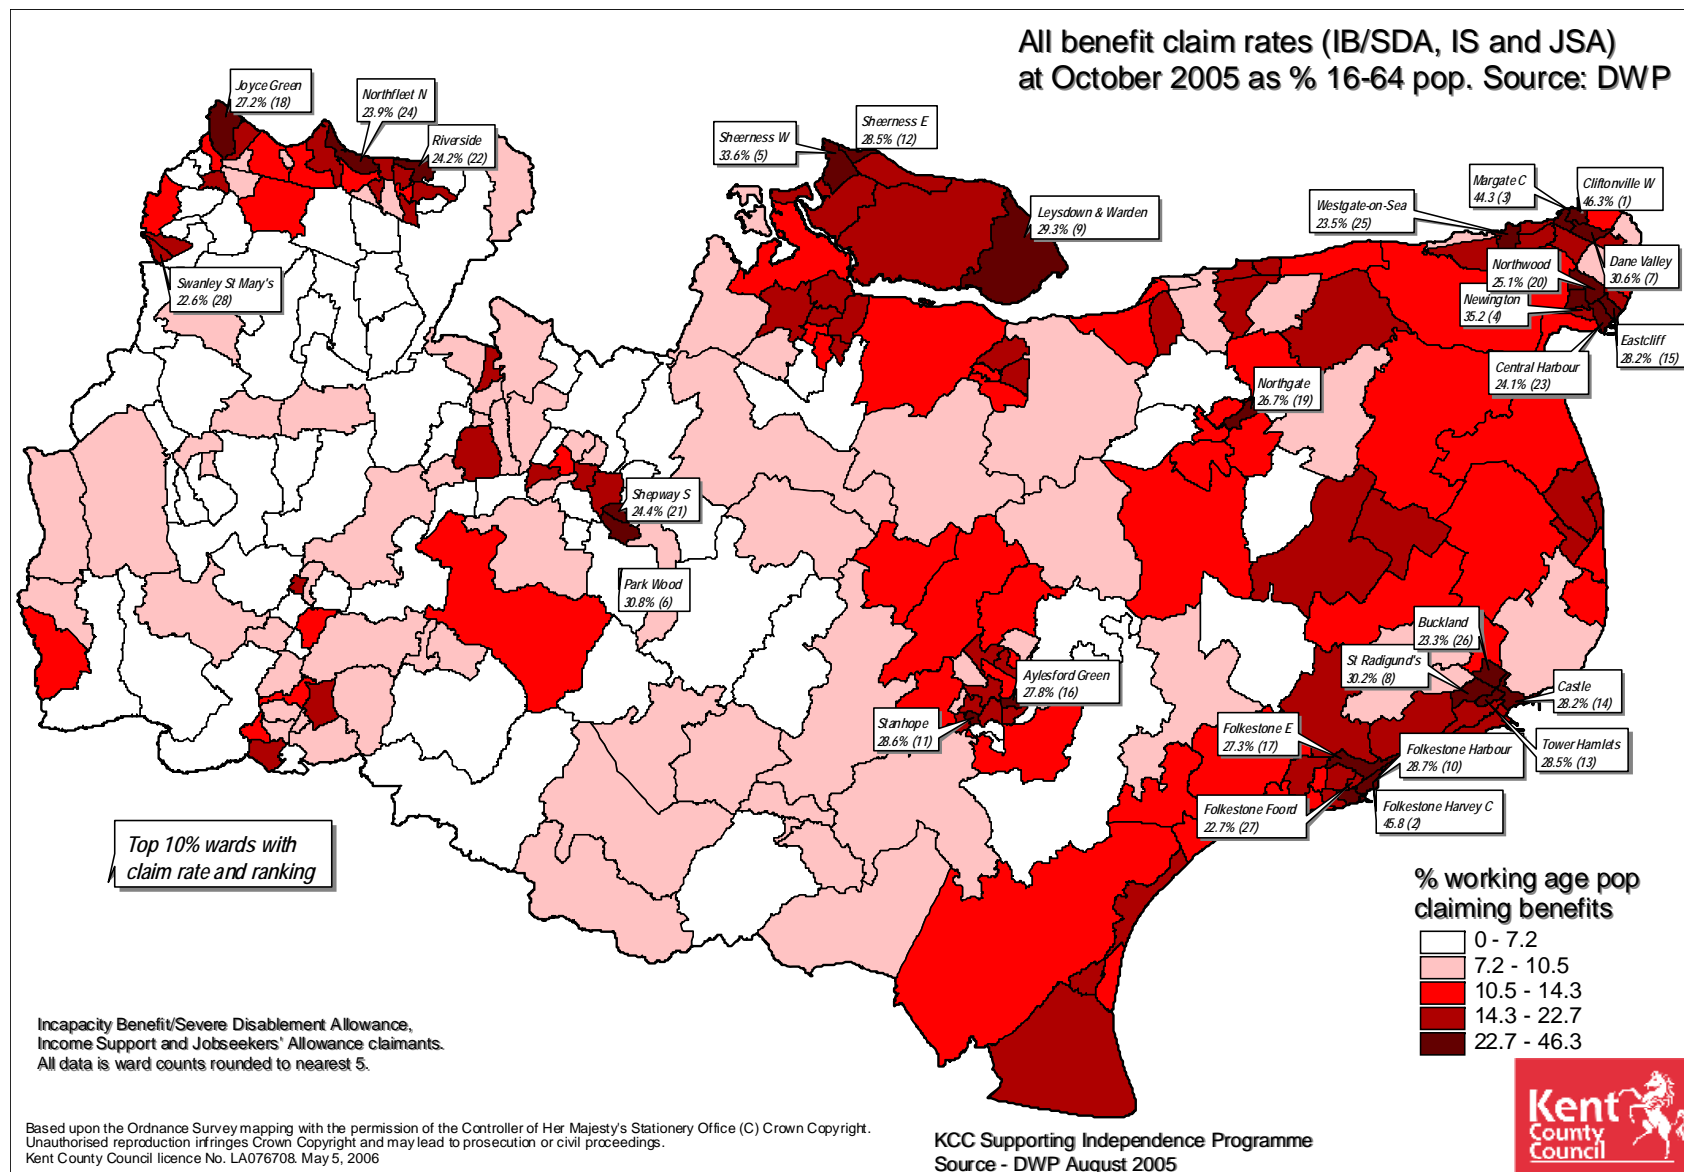 All benefit claim rates (IB/SDA, IS and JSA)
at October 2005 as % 16-64 pop. Source: DWP
Joyce Green
27.2% (18)
Northfleet N
23.9% (24)
Riverside
24.2% (22)
Swanley St Mary's
22.6% (28)
Sheerness W
33.6% (5)
Sheerness E
28.5% (12)
Leysdown & Warden
29.3% (9)
Westgate-on-Sea
23.5% (25)
Margate C
44.3 (3)
Cliftonville W
46.3% (1)
Dane Valley
30.6% (7)
Northwood
25.1% (20)
Newington
35.2 (4)
Eastcliff
28.2% (15)
Central Harbour
24.1% (23)
Northgate
26.7% (19)
Shepway S
24.4% (21)
Park Wood
30.8% (6)
Aylesford Green
27.8% (16)
Stanhope
28.6% (11)
Buckland
23.3% (26)
St Radigund's
30.2% (8)
Castle
28.2% (14)
Tower Hamlets
28.5% (13)
Folkestone E
27.3% (17)
Folkestone Harbour
28.7% (10)
Folkestone Foord
22.7% (27)
Folkestone Harvey C
45.8 (2)
Top 10% wards with
claim rate and ranking
% working age pop
claiming benefits
0 - 7.2
7.2 - 10.5
10.5 - 14.3
14.3 - 22.7
22.7 - 46.3
Incapacity Benefit/Severe Disablement Allowance,
Income Support and Jobseekers' Allowance claimants.
All data is ward counts rounded to nearest 5.
Based upon the Ordnance Survey mapping with the permission of the Controller of Her Majesty's Stationery Office (C) Crown Copyright.
Unauthorised reproduction infringes Crown Copyright and may lead to prosecution or civil proceedings.
Kent County Council licence No. LA076708. May 5, 2006
KCC Supporting Independence Programme
Source - DWP August 2005
Kent
County
Council